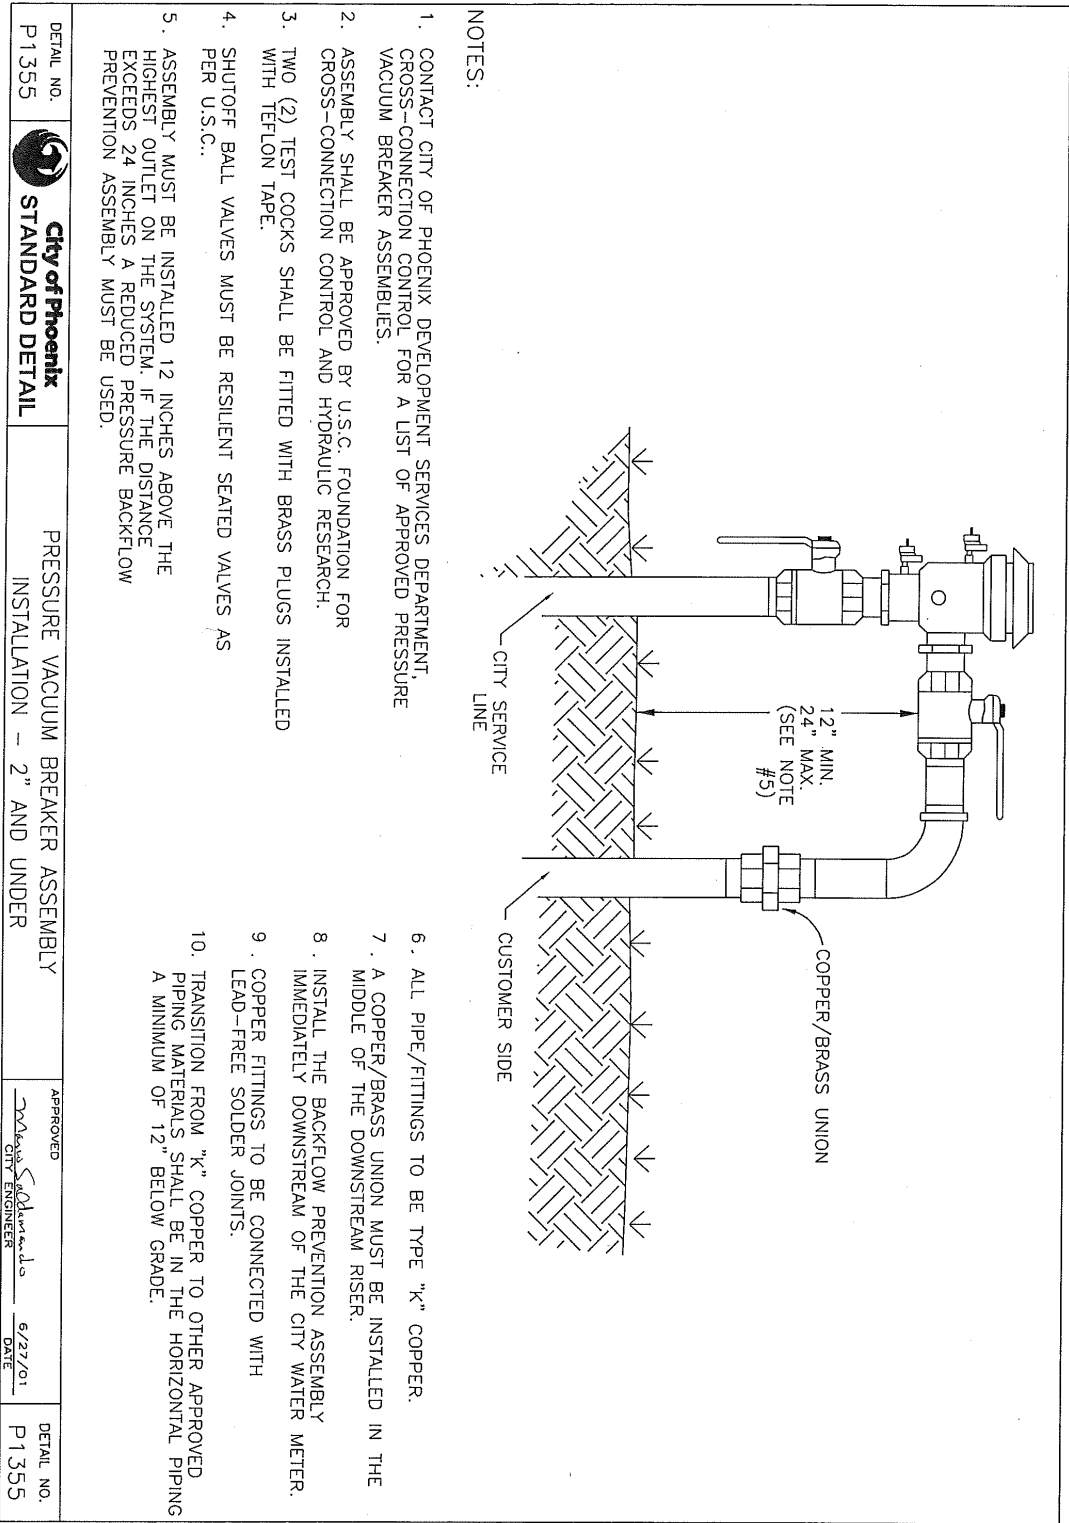 12" MIN.
24" MAX.
(SEE NOTE
#5)
COPPER/BRASS UNION
CITY SERVICE
LINE
CUSTOMER SIDE
NOTES:
1. CONTACT CITY OF PHOENIX DEVELOPMENT SERVICES DEPARTMENT,
CROSS-CONNECTION CONTROL FOR A LIST OF APPROVED PRESSURE
VACUUM BREAKER ASSEMBLIES.
2. ASSEMBLY SHALL BE APPROVED BY U.S.C. FOUNDATION FOR
CROSS-CONNECTION CONTROL AND HYDRAULIC RESEARCH.
3. TWO (2) TEST COCKS SHALL BE FITTED WITH BRASS PLUGS INSTALLED
WITH TEFLON TAPE.
4. SHUTOFF BALL VALVES MUST BE RESILIENT SEATED VALVES AS
PER U.S.C..
5. ASSEMBLY MUST BE INSTALLED 12 INCHES ABOVE THE
HIGHEST OUTLET ON THE SYSTEM. IF THE DISTANCE
EXCEEDS 24 INCHES A REDUCED PRESSURE BACKFLOW
PREVENTION ASSEMBLY MUST BE USED.
6. ALL PIPE/FITTINGS TO BE TYPE "K" COPPER.
7. A COPPER/BRASS UNION MUST BE INSTALLED IN THE
MIDDLE OF THE DOWNSTREAM RISER.
8. INSTALL THE BACKFLOW PREVENTION ASSEMBLY
IMMEDIATELY DOWNSTREAM OF THE CITY WATER METER.
9. COPPER FITTINGS TO BE CONNECTED WITH
LEAD-FREE SOLDER JOINTS.
10. TRANSITION FROM "K" COPPER TO OTHER APPROVED
PIPING MATERIALS SHALL BE IN THE HORIZONTAL PIPING
A MINIMUM OF 12" BELOW GRADE.
DETAIL NO.
P1355
City of Phoenix
STANDARD DETAIL
PRESSURE VACUUM BREAKER ASSEMBLY
INSTALLATION - 2" AND UNDER
APPROVED
6/27/01
CITY ENGINEER DATE
DETAIL NO.
P1355